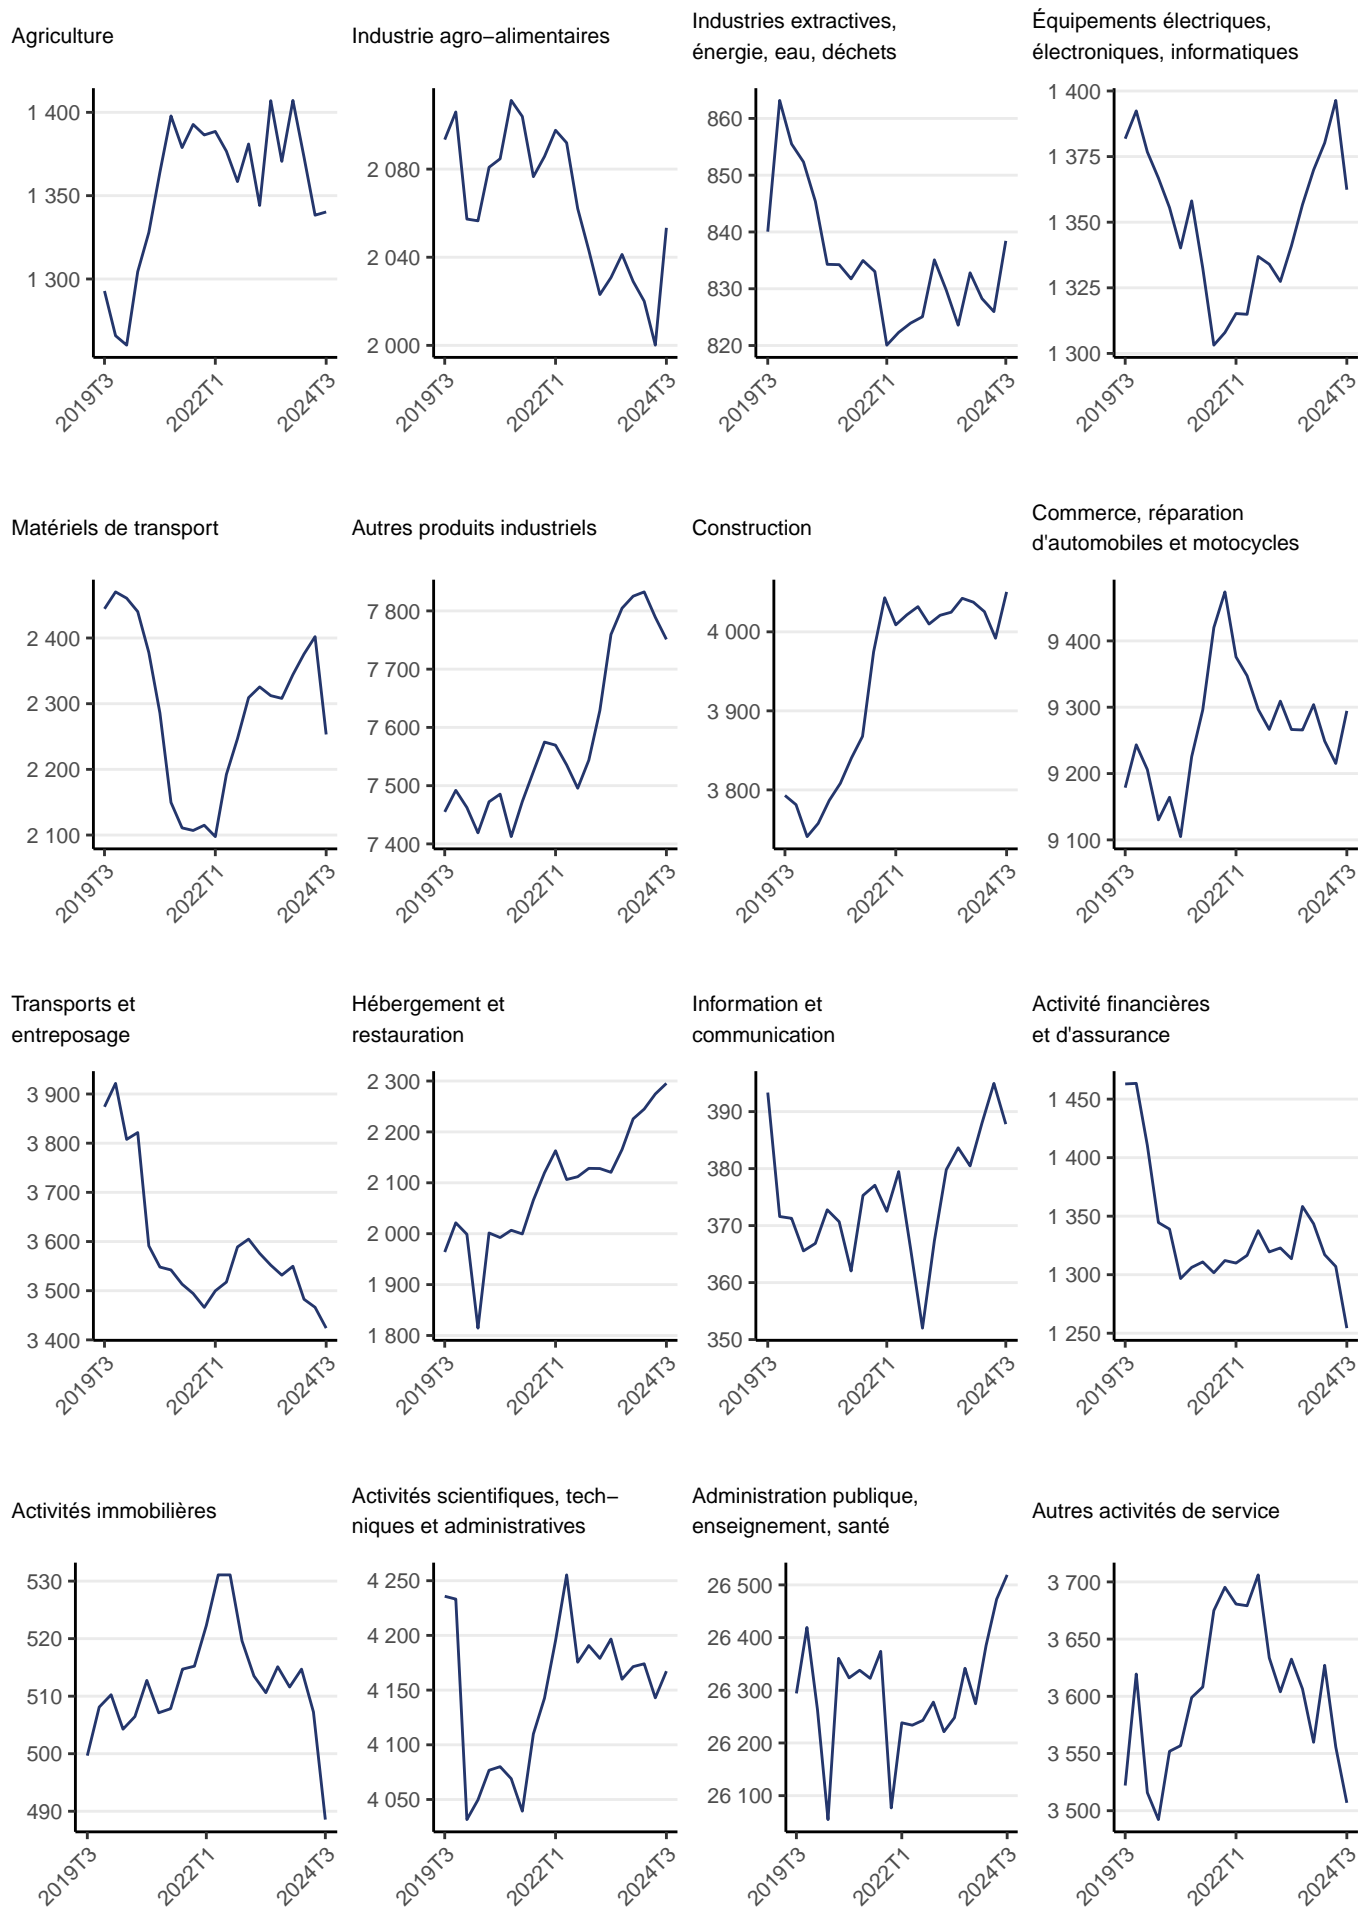 Agriculture
1 400
1 350
1 300
2019T3
2022T1
2024T3
Industrie agro−alimentaires
2 080
2 040
2 000
2019T3
2022T1
2024T3
Industries extractives,
énergie, eau, déchets
860
850
840
830
820
2019T3
2022T1
2024T3
Équipements électriques,
électroniques, informatiques
1 400
1 375
1 350
1 325
1 300
2019T3
2022T1
2024T3
Matériels de transport
2 400
2 300
2 200
2 100
2019T3
2022T1
2024T3
Autres produits industriels
7 800
7 700
7 600
7 500
7 400
2019T3
2022T1
2024T3
Construction
4 000
3 900
3 800
2019T3
2022T1
2024T3
Commerce, réparation
d'automobiles et motocycles
9 400
9 300
9 200
9 100
2019T3
2022T1
2024T3
Transports et
entreposage
3 900
3 800
3 700
3 600
3 500
3 400
2019T3
2022T1
2024T3
Hébergement et
restauration
2 300
2 200
2 100
2 000
1 900
1 800
2019T3
2022T1
2024T3
Information et
communication
390
380
370
360
350
2019T3
2022T1
2024T3
Activité financières
et d'assurance
1 450
1 400
1 350
1 300
1 250
2019T3
2022T1
2024T3
Activités immobilières
530
520
510
500
490
2019T3
2022T1
2024T3
Activités scientifiques, tech−
niques et administratives
4 250
4 200
4 150
4 100
4 050
2019T3
2022T1
2024T3
Administration publique,
enseignement, santé
26 500
26 400
26 300
26 200
26 100
2019T3
2022T1
2024T3
Autres activités de service
3 700
3 650
3 600
3 550
3 500
2019T3
2022T1
2024T3